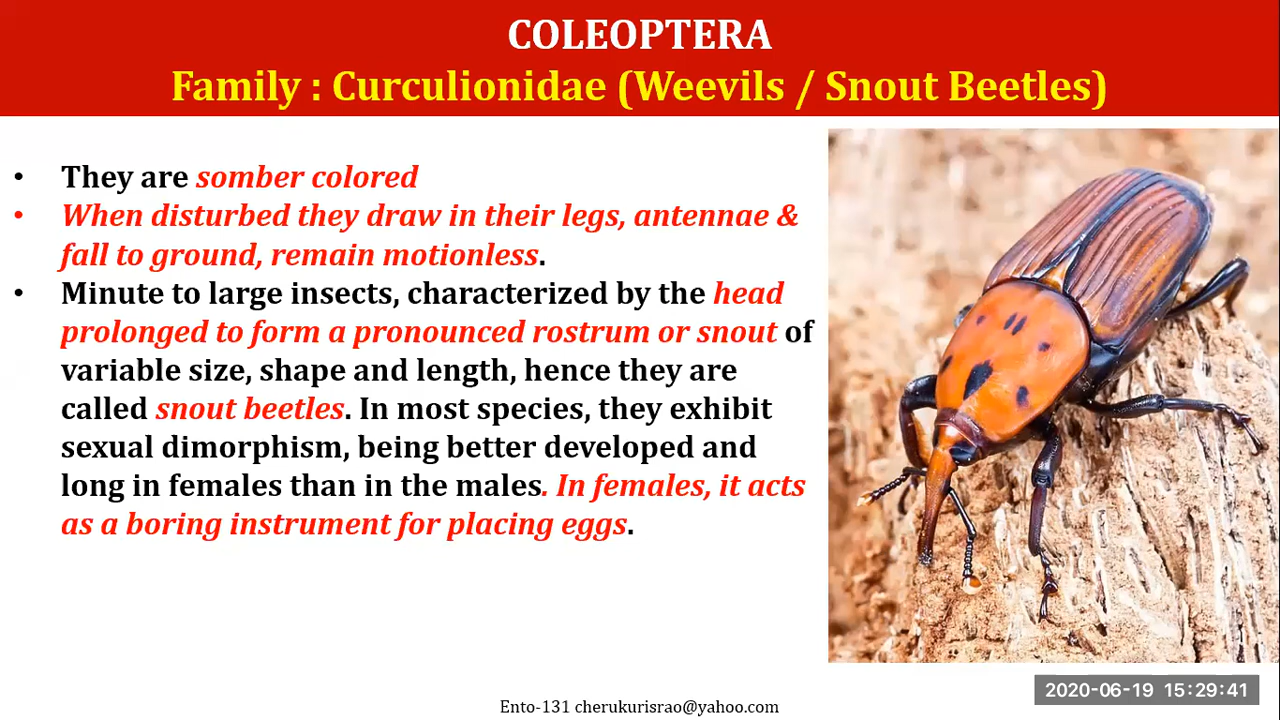 COLEOPTERA
Family : Curculionidae (Weevils / Snout Beetles)
• They are somber colored
• When disturbed they draw in their legs, antennae &
fall to ground, remain motionless.
• Minute to large insects, characterized by the head
prolonged to form a pronounced rostrum or snout of
variable size, shape and length, hence they are
called snout beetles. In most species, they exhibit
sexual dimorphism, being better developed and
long in females than in the males. In females, it acts
as a boring instrument for placing eggs.
Ento-131 cherukurisrao@yahoo.com
2020-06-19 15:29:41